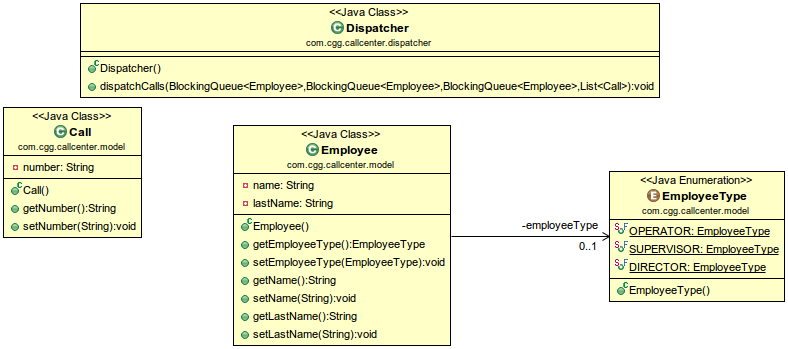 <<Java Class>>
Dispatcher
com.cgg.callcenter.dispatcher
Dispatcher()
dispatchCalls(BlockingQueue<Employee>,BlockingQueue<Employee>,BlockingQueue<Employee>,List<Call>):void
<<Java Class>>
Call
com.cgg.callcenter.model
number: String
Call()
getNumber():String
setNumber(String):void
<<Java Class>>
Employee
com.cgg.callcenter.model
name: String
lastName: String
Employee()
getEmployeeType():EmployeeType
setEmployeeType(EmployeeType):void
getName():String
setName(String):void
getLastName():String
setLastName(String):void
-employeeType
0..1
<<Java Enumeration>>
EmployeeType
com.cgg.callcenter.model
OPERATOR: EmployeeType
SUPERVISOR: EmployeeType
DIRECTOR: EmployeeType
EmployeeType()